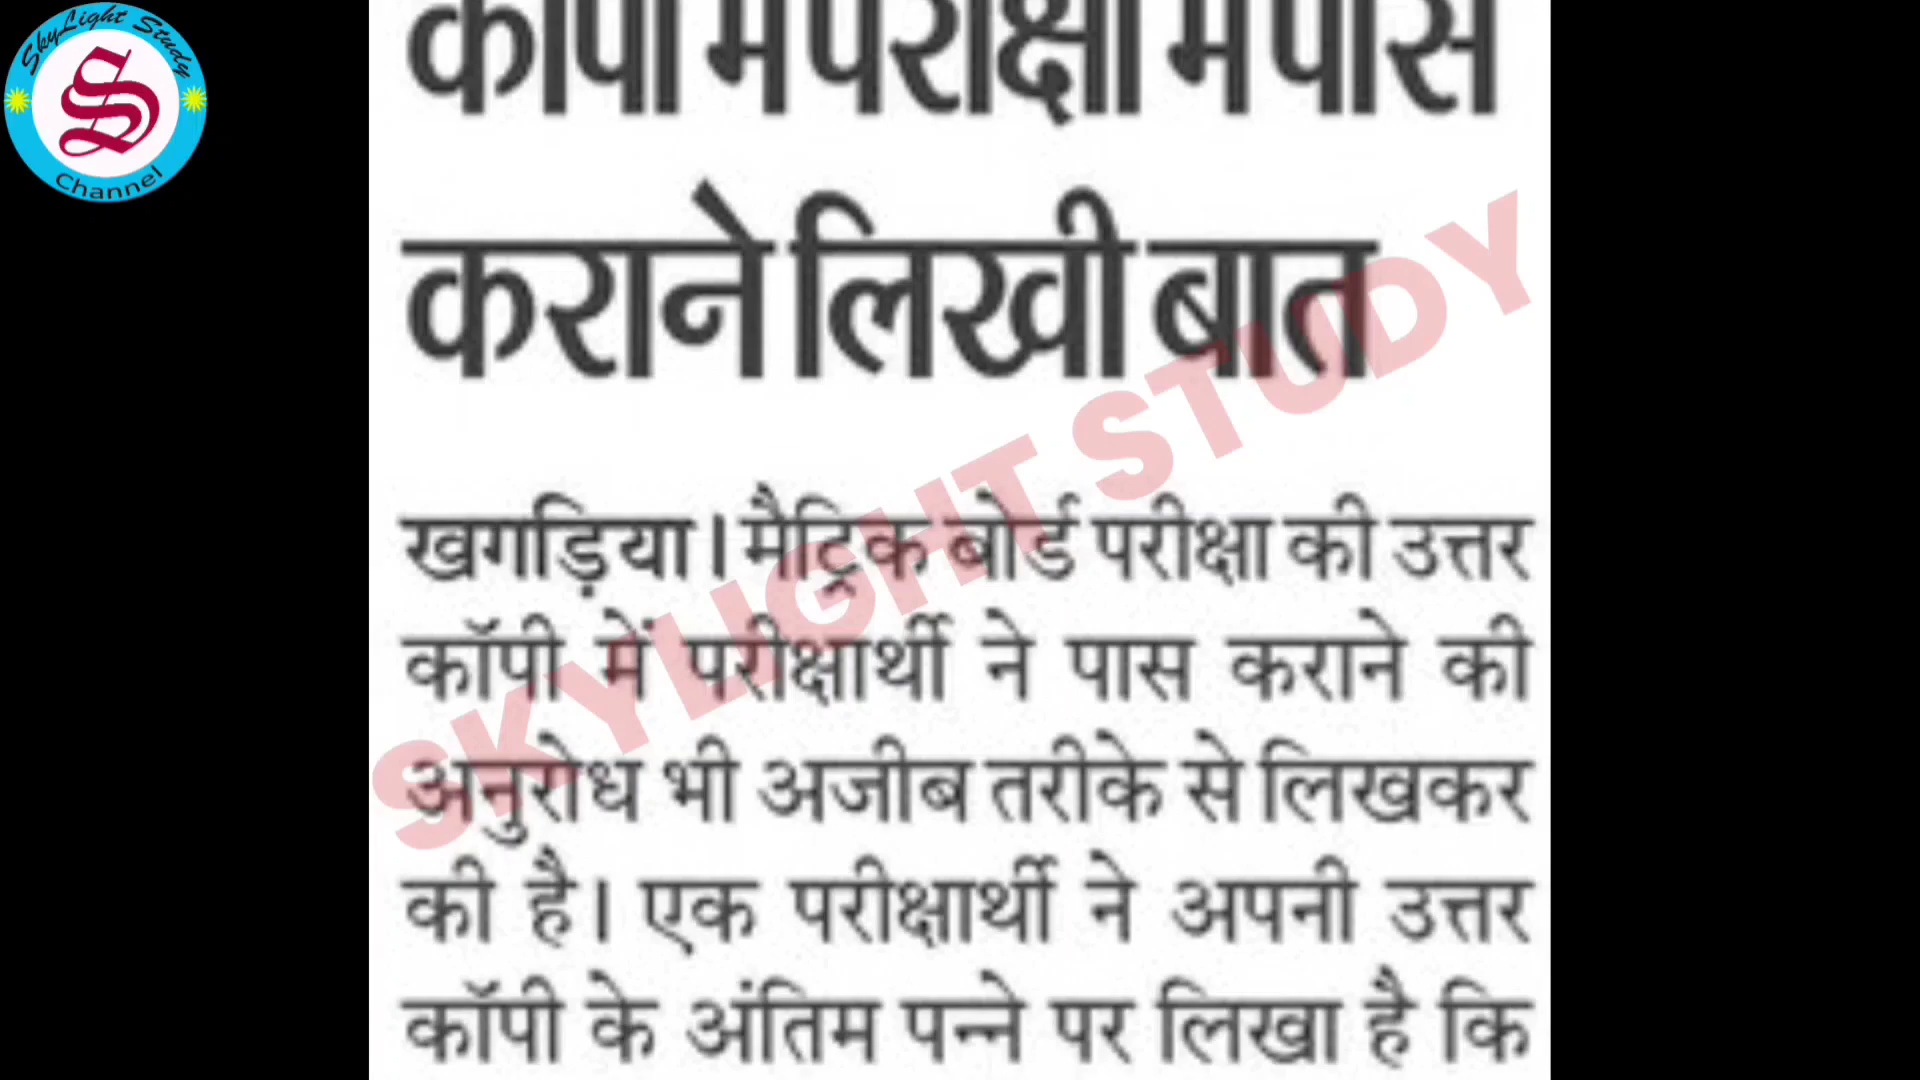 SkyLight Study
Channel
कॉपी में परीक्षा में पास
कराने लिखी बात
SKYLIGHT STUDY
खगड़िया। मैट्रिक बोर्ड परीक्षा की उत्तर
कॉपी में परीक्षार्थी ने पास कराने की
अनुरोध भी अजीब तरीके से लिखकर
की है। एक परीक्षार्थी ने अपनी उत्तर
कॉपी के अंतिम पन्ने पर लिखा है कि